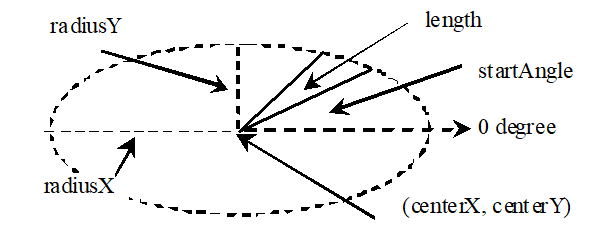 radiusY
length
startAngle
0 degree
radiusX
(centerX, centerY)